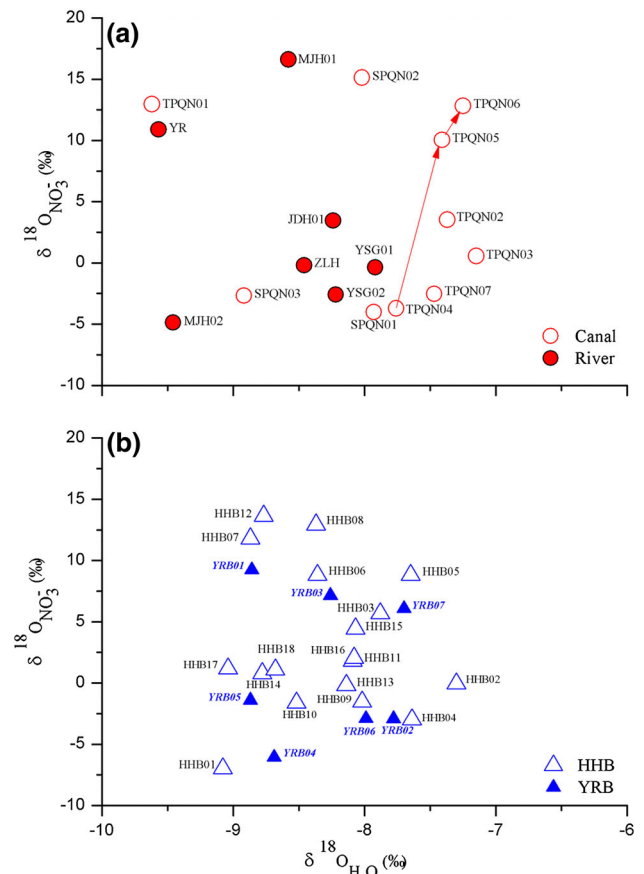 (a)
20
15
10
5
0
-5
-10
δ 18O NO3- (‰)
MJH01
SPQN02
TPQN01
YR
TPQN06
TPQN05
JDH01
TPQN02
YSG01
ZLH
TPQN03
SPQN03
YSG02
TPQN07
MJH02
SPQN01
TPQN04
Canal
River
(b)
20
15
10
5
0
-5
-10
δ 18O NO3- (‰)
HHB12
HHB08
HHB07
YRB01
HHB06
HHB05
YRB03
HHB03
YRB07
HHB15
HHB17
HHB18
HHB16
HHB11
HHB14
HHB13
HHB02
YRB05
HHB10
HHB09
YRB06
YRB02
HHB04
HHB01
YRB04
HHB
YRB
-10 -9 -8 -7 -6
δ 18O H2O (‰)